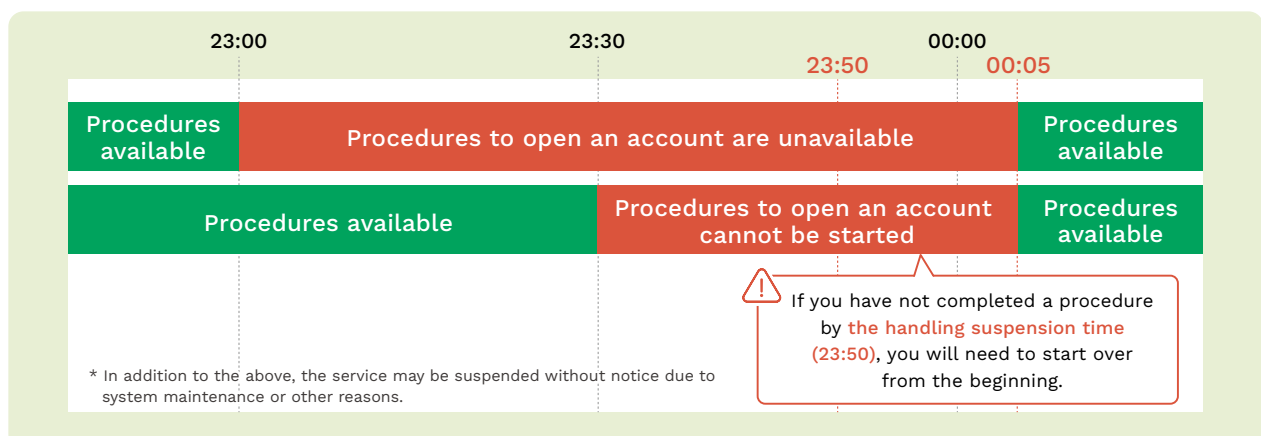 23:00
23:30
00:00
23:50
00:05
Procedures
available
Procedures to open an account are unavailable
Procedures
available
Procedures available
Procedures to open an account
cannot be started
Procedures
available
If you have not completed a procedure
by the handling suspension time
(23:50), you will need to start over
from the beginning.
* In addition to the above, the service may be suspended without notice due to
system maintenance or other reasons.